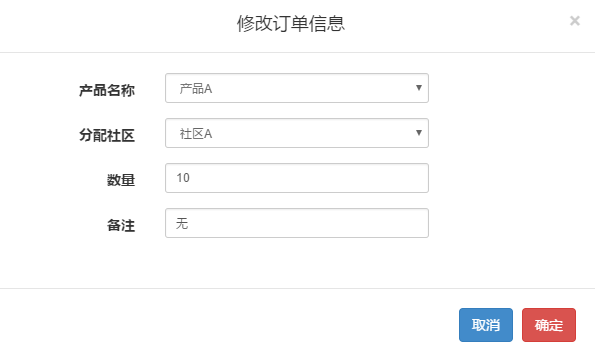 修改订单信息 ×
产品名称 产品A
分配社区 社区A
数量 10
备注 无
取消 确定